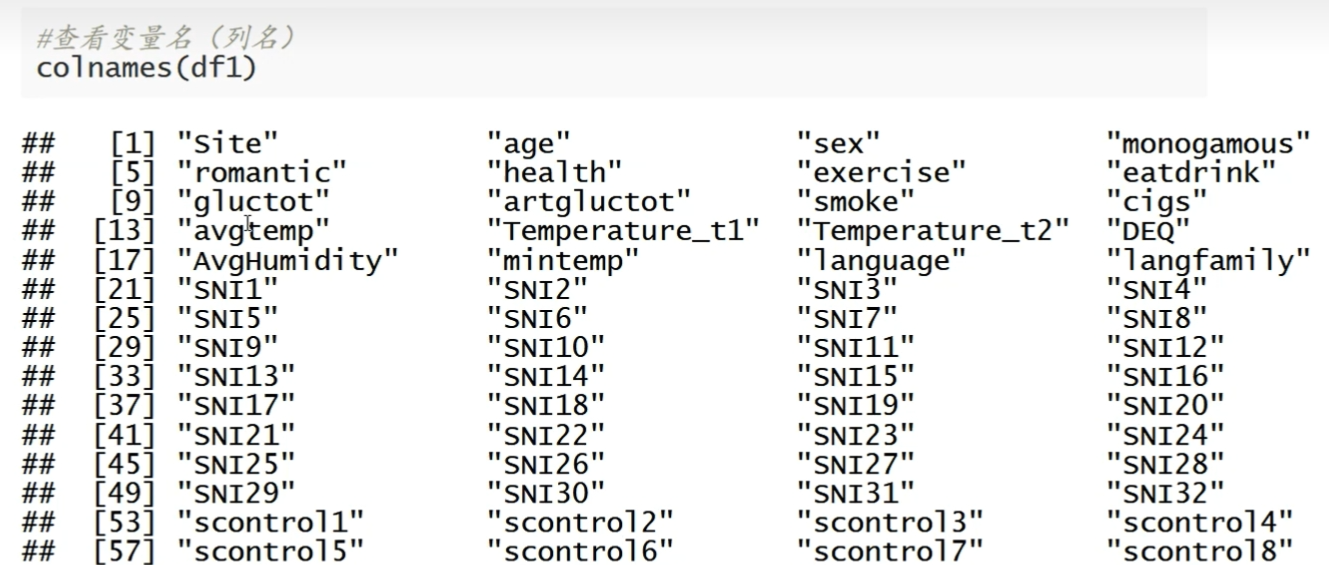 #查看变量名（列名）
colnames(df1)
## [1] "Site" "age" "sex" "monogamous"
## [5] "romantic" "health" "exercise" "eatdrink"
## [9] "gluctot" "artgluctot" "smoke" "cigs"
## [13] "avgtemp" "Temperature_t1" "Temperature_t2" "DEQ"
## [17] "AvgHumidity" "mintemp" "language" "langfamily"
## [21] "SNI1" "SNI2" "SNI3" "SNI4"
## [25] "SNI5" "SNI6" "SNI7" "SNI8"
## [29] "SNI9" "SNI10" "SNI11" "SNI12"
## [33] "SNI13" "SNI14" "SNI15" "SNI16"
## [37] "SNI17" "SNI18" "SNI19" "SNI20"
## [41] "SNI21" "SNI22" "SNI23" "SNI24"
## [45] "SNI25" "SNI26" "SNI27" "SNI28"
## [49] "SNI29" "SNI30" "SNI31" "SNI32"
## [53] "scontrol1" "scontrol2" "scontrol3" "scontrol4"
## [57] "scontrol5" "scontrol6" "scontrol7" "scontrol8"